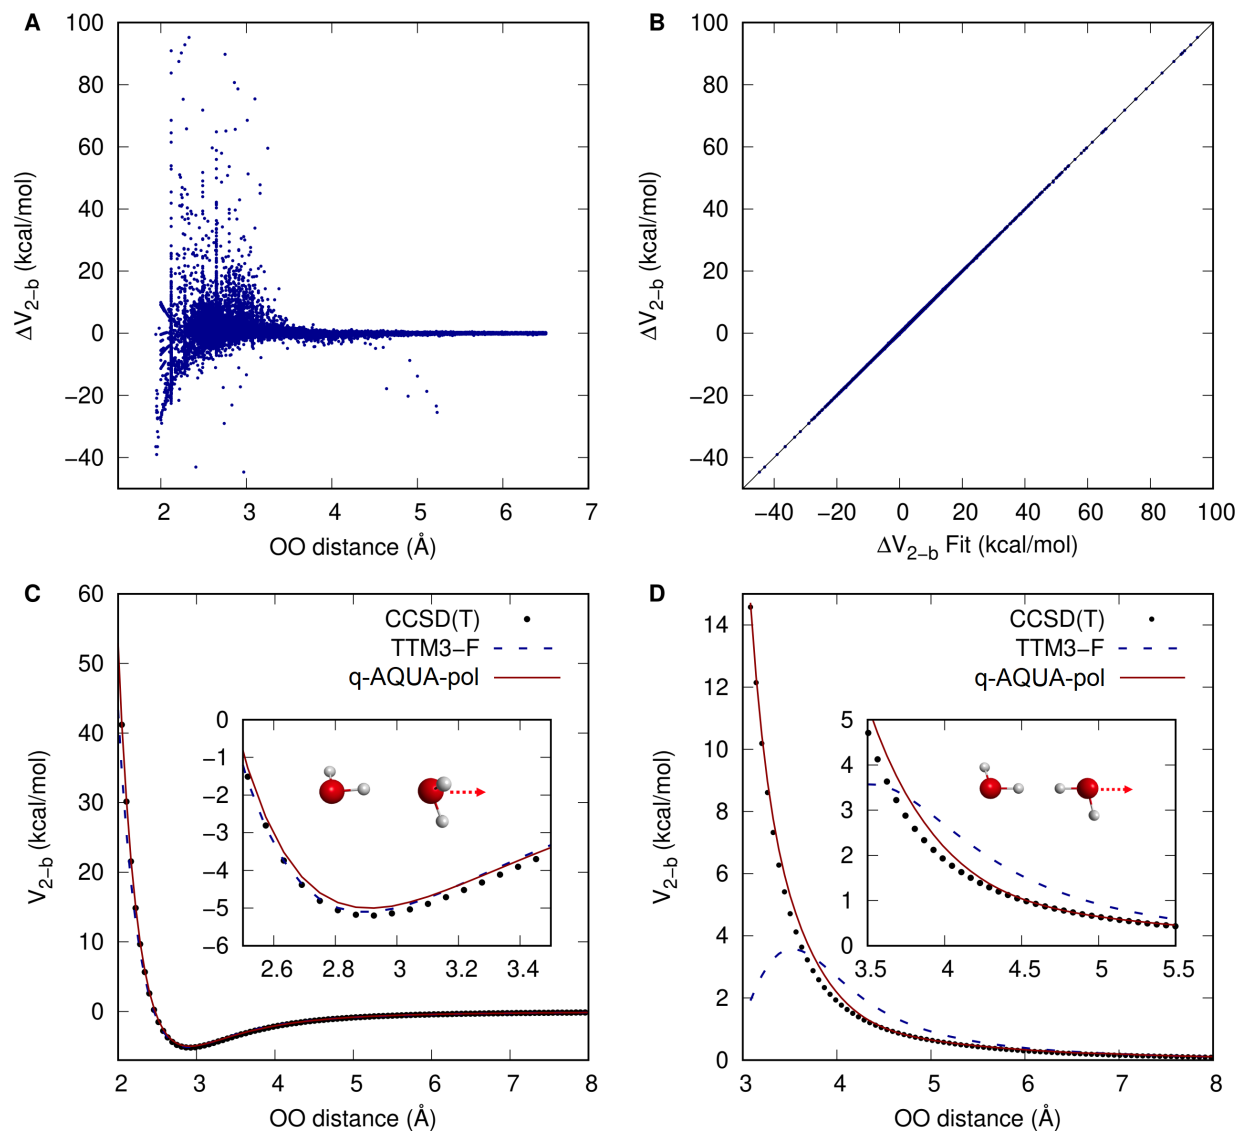 A
100
80
60
40
20
0
−20
−40
ΔV2−b (kcal/mol)
2 3 4 5 6 7
OO distance (Å)
B
100
80
60
40
20
0
−20
−40
ΔV2−b (kcal/mol)
−40 −20 0 20 40 60 80 100
ΔV2−b Fit (kcal/mol)
C
60
50
40
30
20
10
0
V2−b (kcal/mol)
CCSD(T)
TTM3−F
q-AQUA-pol
0
−1
−2
−3
−4
−5
−6
2.6 2.8 3 3.2 3.4
2 3 4 5 6 7 8
OO distance (Å)
D
14
12
10
8
6
4
2
0
V2−b (kcal/mol)
CCSD(T)
TTM3−F
q-AQUA-pol
5
4
3
2
1
0
3.5 4 4.5 5 5.5
3 4 5 6 7 8
OO distance (Å)